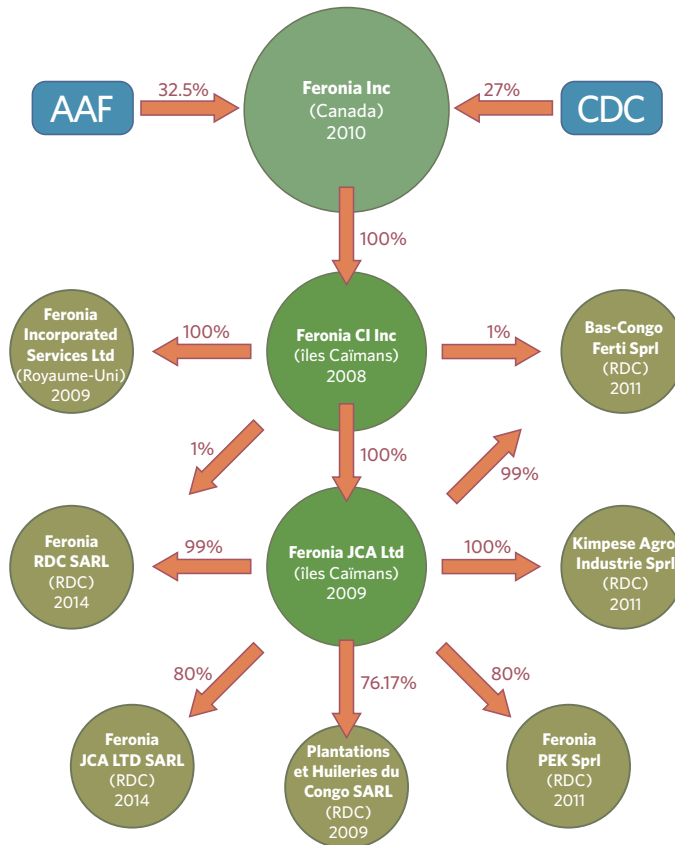 AAF
32.5%
Feronia Inc
(Canada)
2010
27%
CDC
100%
Feronia
Incorporated
Services Ltd
(Royaume-Uni)
2009
100%
Feronia CI Inc
(îles Caïmans)
2008
1%
Bas-Congo
Ferti Sprl
(RDC)
2011
1%
100%
99%
Feronia
RDC SARL
(RDC)
2014
99%
Feronia JCA Ltd
(îles Caïmans)
2009
100%
Kimpese Agro
Industrie Sprl
(RDC)
2011
80%
76.17%
80%
Feronia
JCA LTD SARL
(RDC)
2014
Plantations
et Huileries du
Congo SARL
(RDC)
2009
Feronia
PEK Sprl
(RDC)
2011